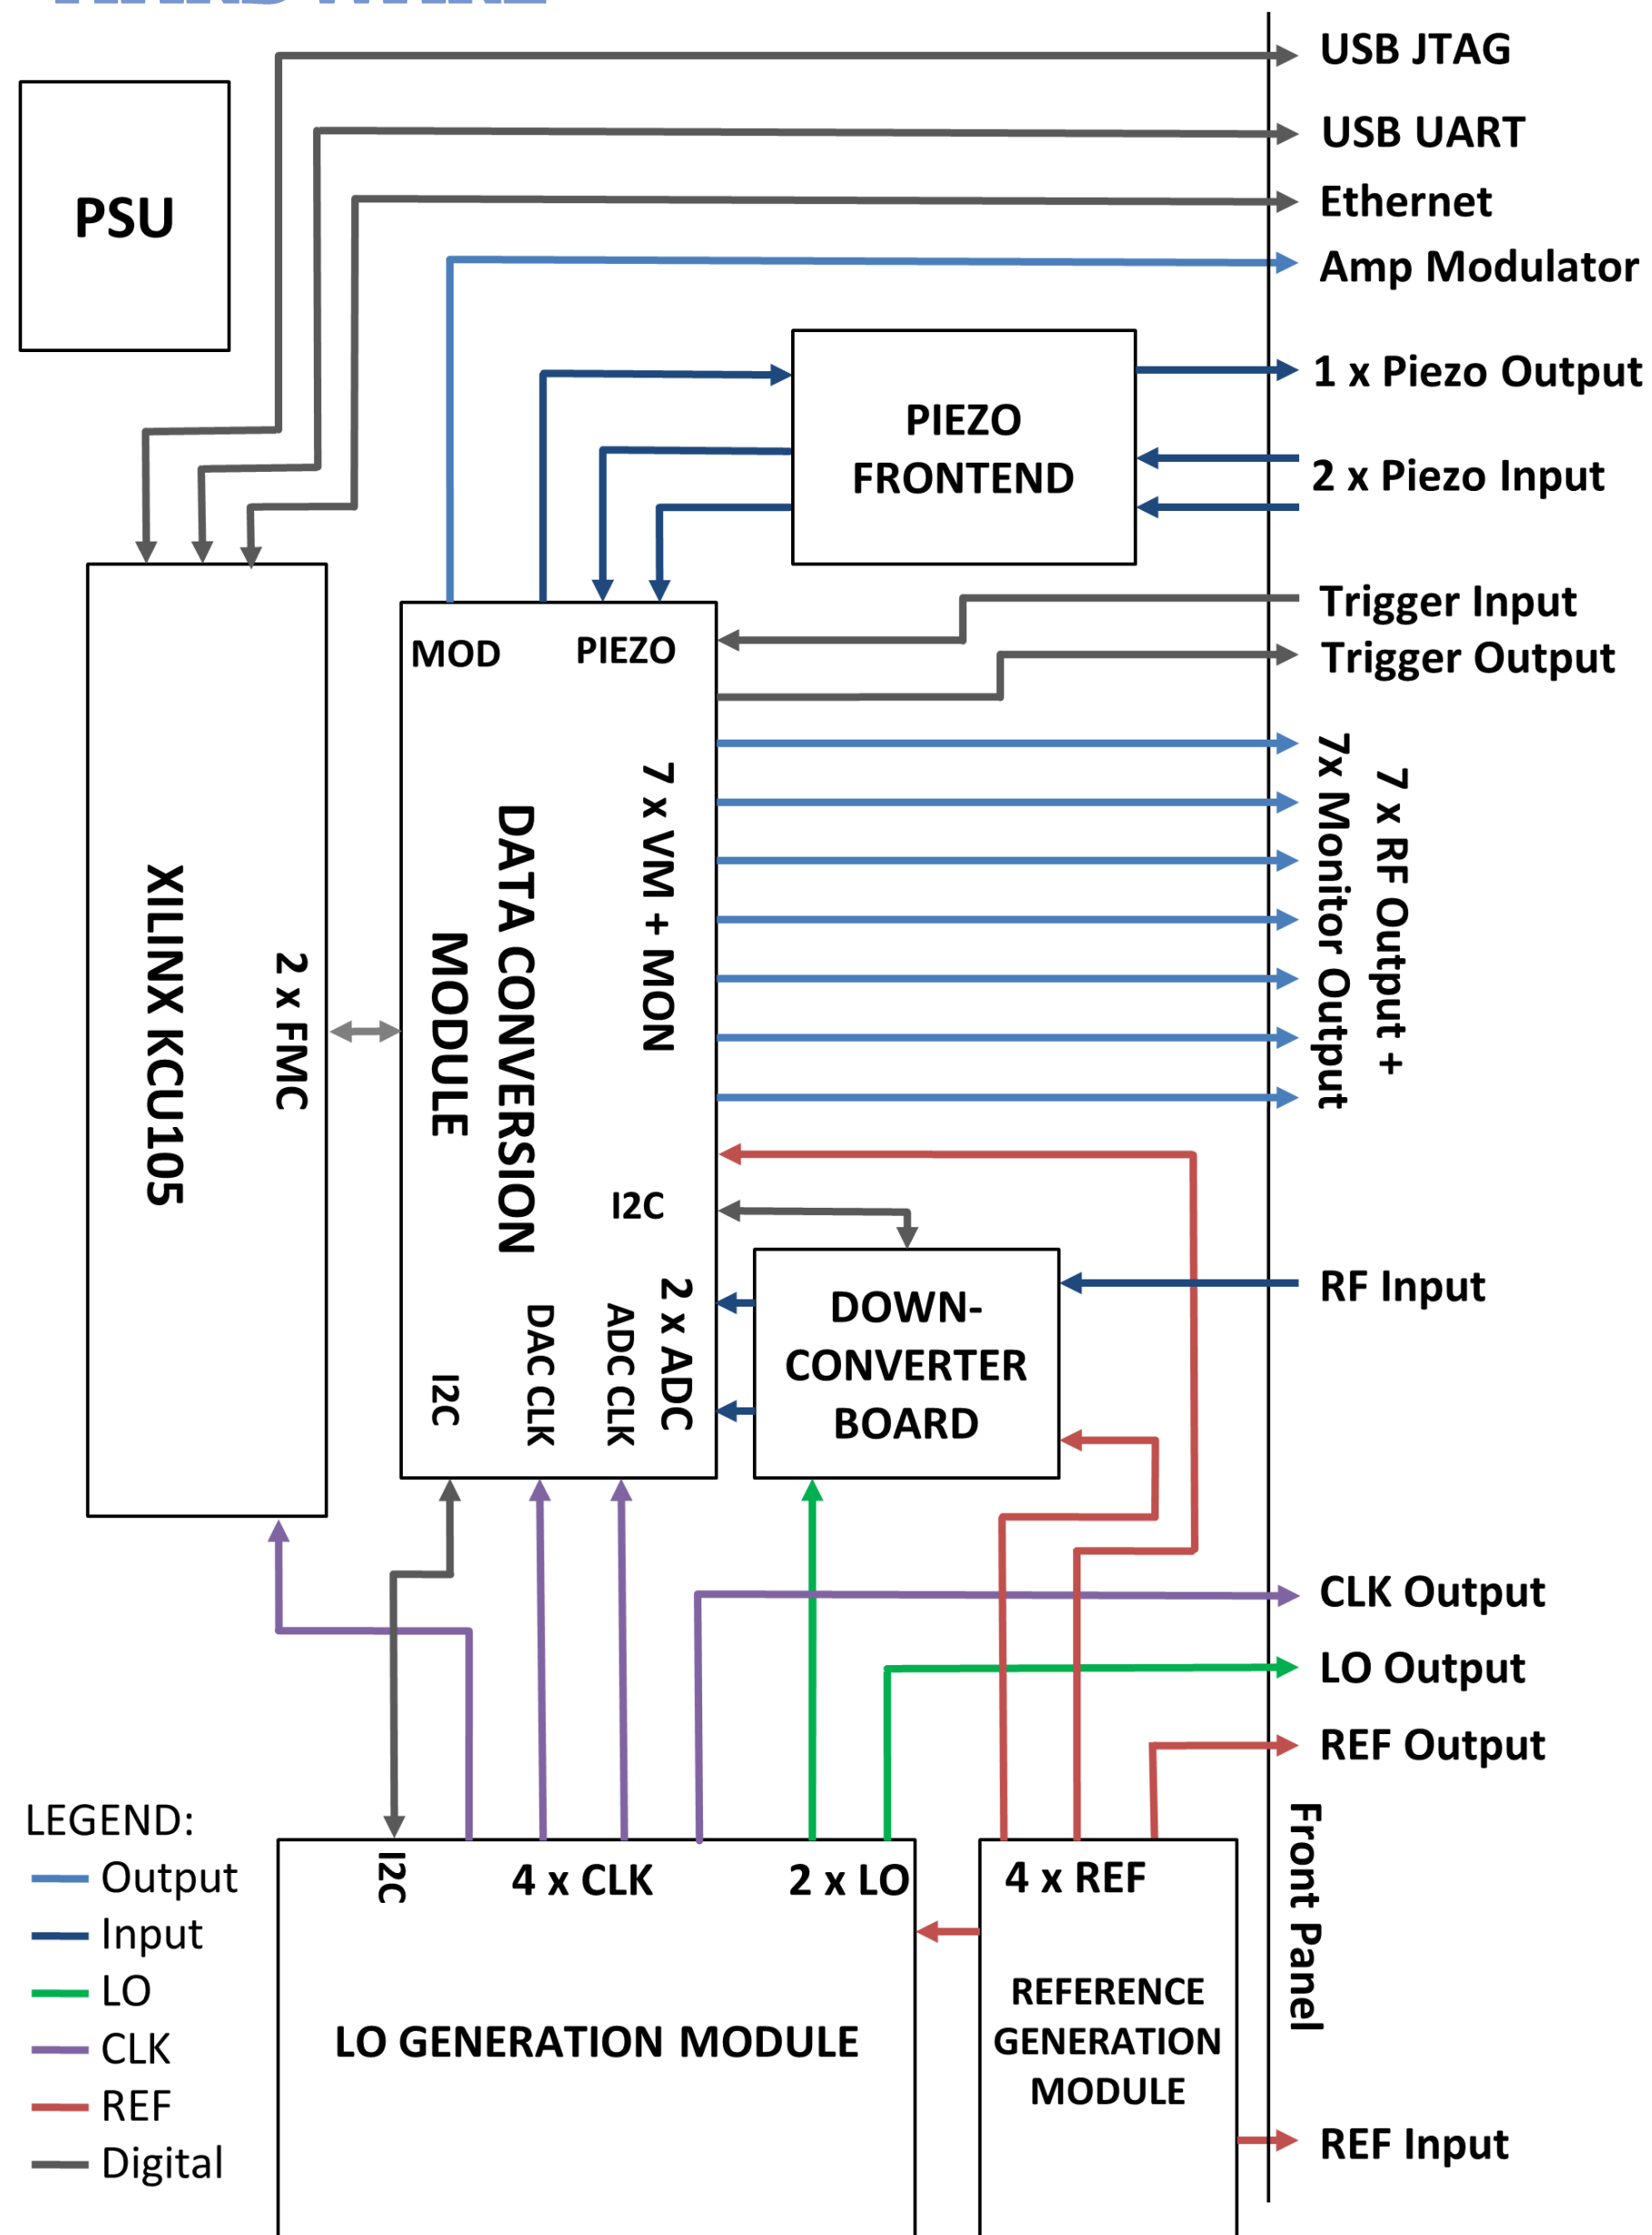 USB JTAG
USB UART
PSU
Ethernet
Amp Modulator
1 x Piezo Output
PIEZO
FRONTEND
2 x Piezo Input
Trigger Input
MOD
PIEZO
Trigger Output
7 x RF Output +
7x Monitor Output
7 x VM + MON
DATA CONVERSION
MODULE
XILINX KCU105
2 x FMC
I2C
RF Input
DOWN-
CONVERTER
BOARD
2 x ADC
ADC CLK
DAC CLK
I2C
CLK Output
LO Output
REF Output
Front Panel
I2C
4 x CLK
2 x LO
4 x REF
LO GENERATION MODULE
REFERENCE
GENERATION
MODULE
REF Input
LEGEND:
Output
Input
LO
CLK
REF
Digital